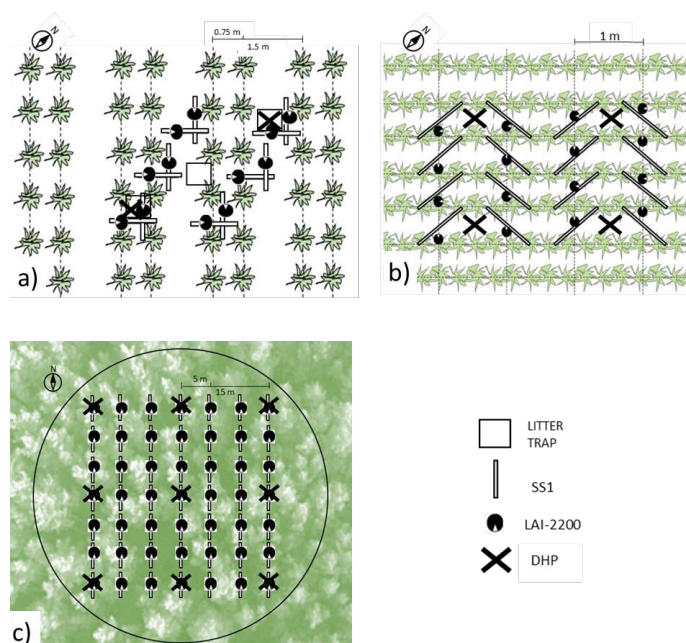 N
0.75 m
1.5 m
a)
N
1 m
b)
N
5 m
15 m
c)
LITTER
TRAP
SS1
LAI-2200
DHP